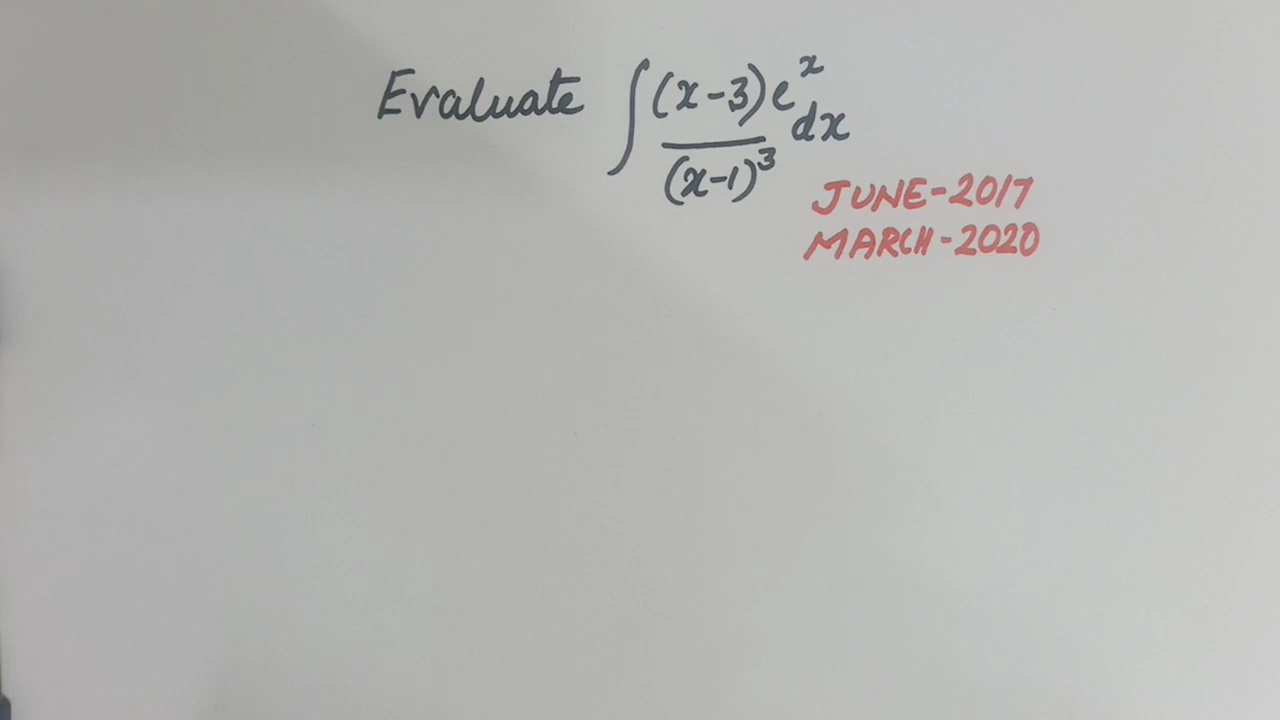 Evaluate ∫ (x-3)e^x / (x-1)^3 dx
JUNE-2017
MARCH-2020